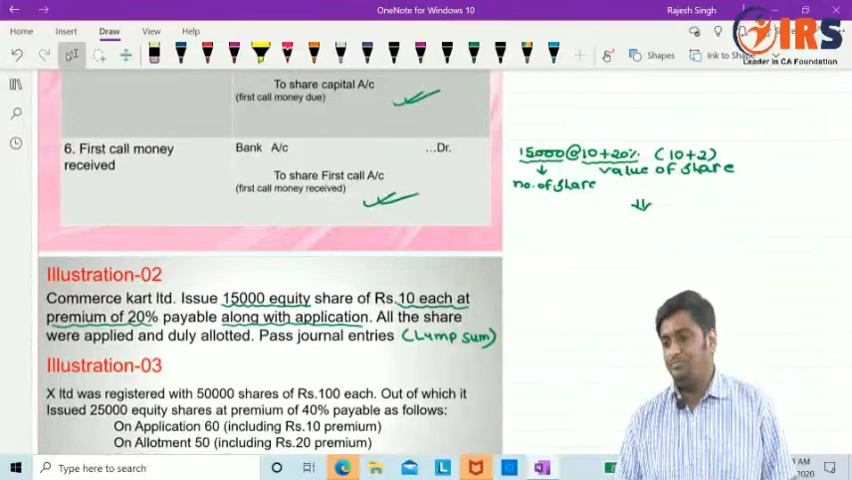 OneNote for Windows 10
Rajesh Singh
Home
Insert
Draw
View
Help
Shapes
Ink to Shape
IRS
Leader in CA Foundation
To share capital A/c
(first call money due)
6. First call money
received
Bank A/c ...Dr.
To share First call A/c
(first call money received)
15000@10+20% (10+2)
value of share
no. of share
Illustration-02
Commerce kart ltd. Issue 15000 equity share of Rs.10 each at
premium of 20% payable along with application. All the share
were applied and duly allotted. Pass journal entries (Lump sum)
Illustration-03
X ltd was registered with 50000 shares of Rs.100 each. Out of which it
Issued 25000 equity shares at premium of 40% payable as follows:
On Application 60 (including Rs.10 premium)
On Allotment 50 (including Rs.20 premium)
Type here to search